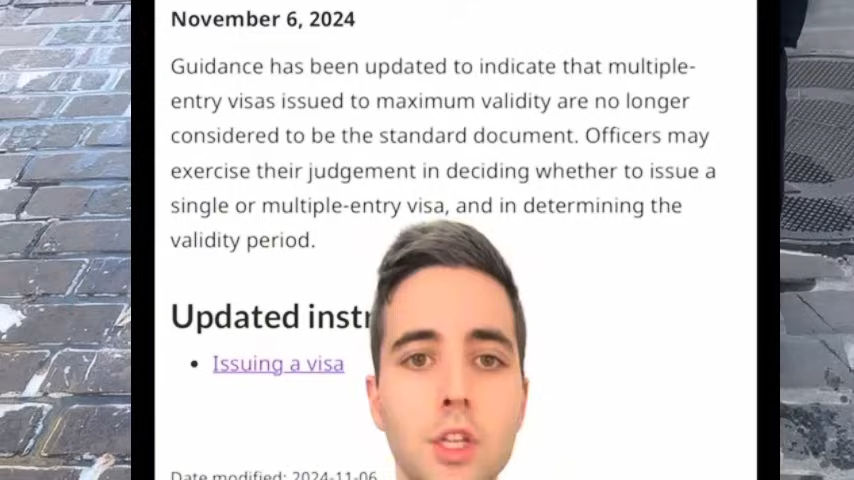 November 6, 2024
Guidance has been updated to indicate that multiple-
entry visas issued to maximum validity are no longer
considered to be the standard document. Officers may
exercise their judgement in deciding whether to issue a
single or multiple-entry visa, and in determining the
validity period.
Updated inst
• Issuing a visa
Date modified: 2024-11-06